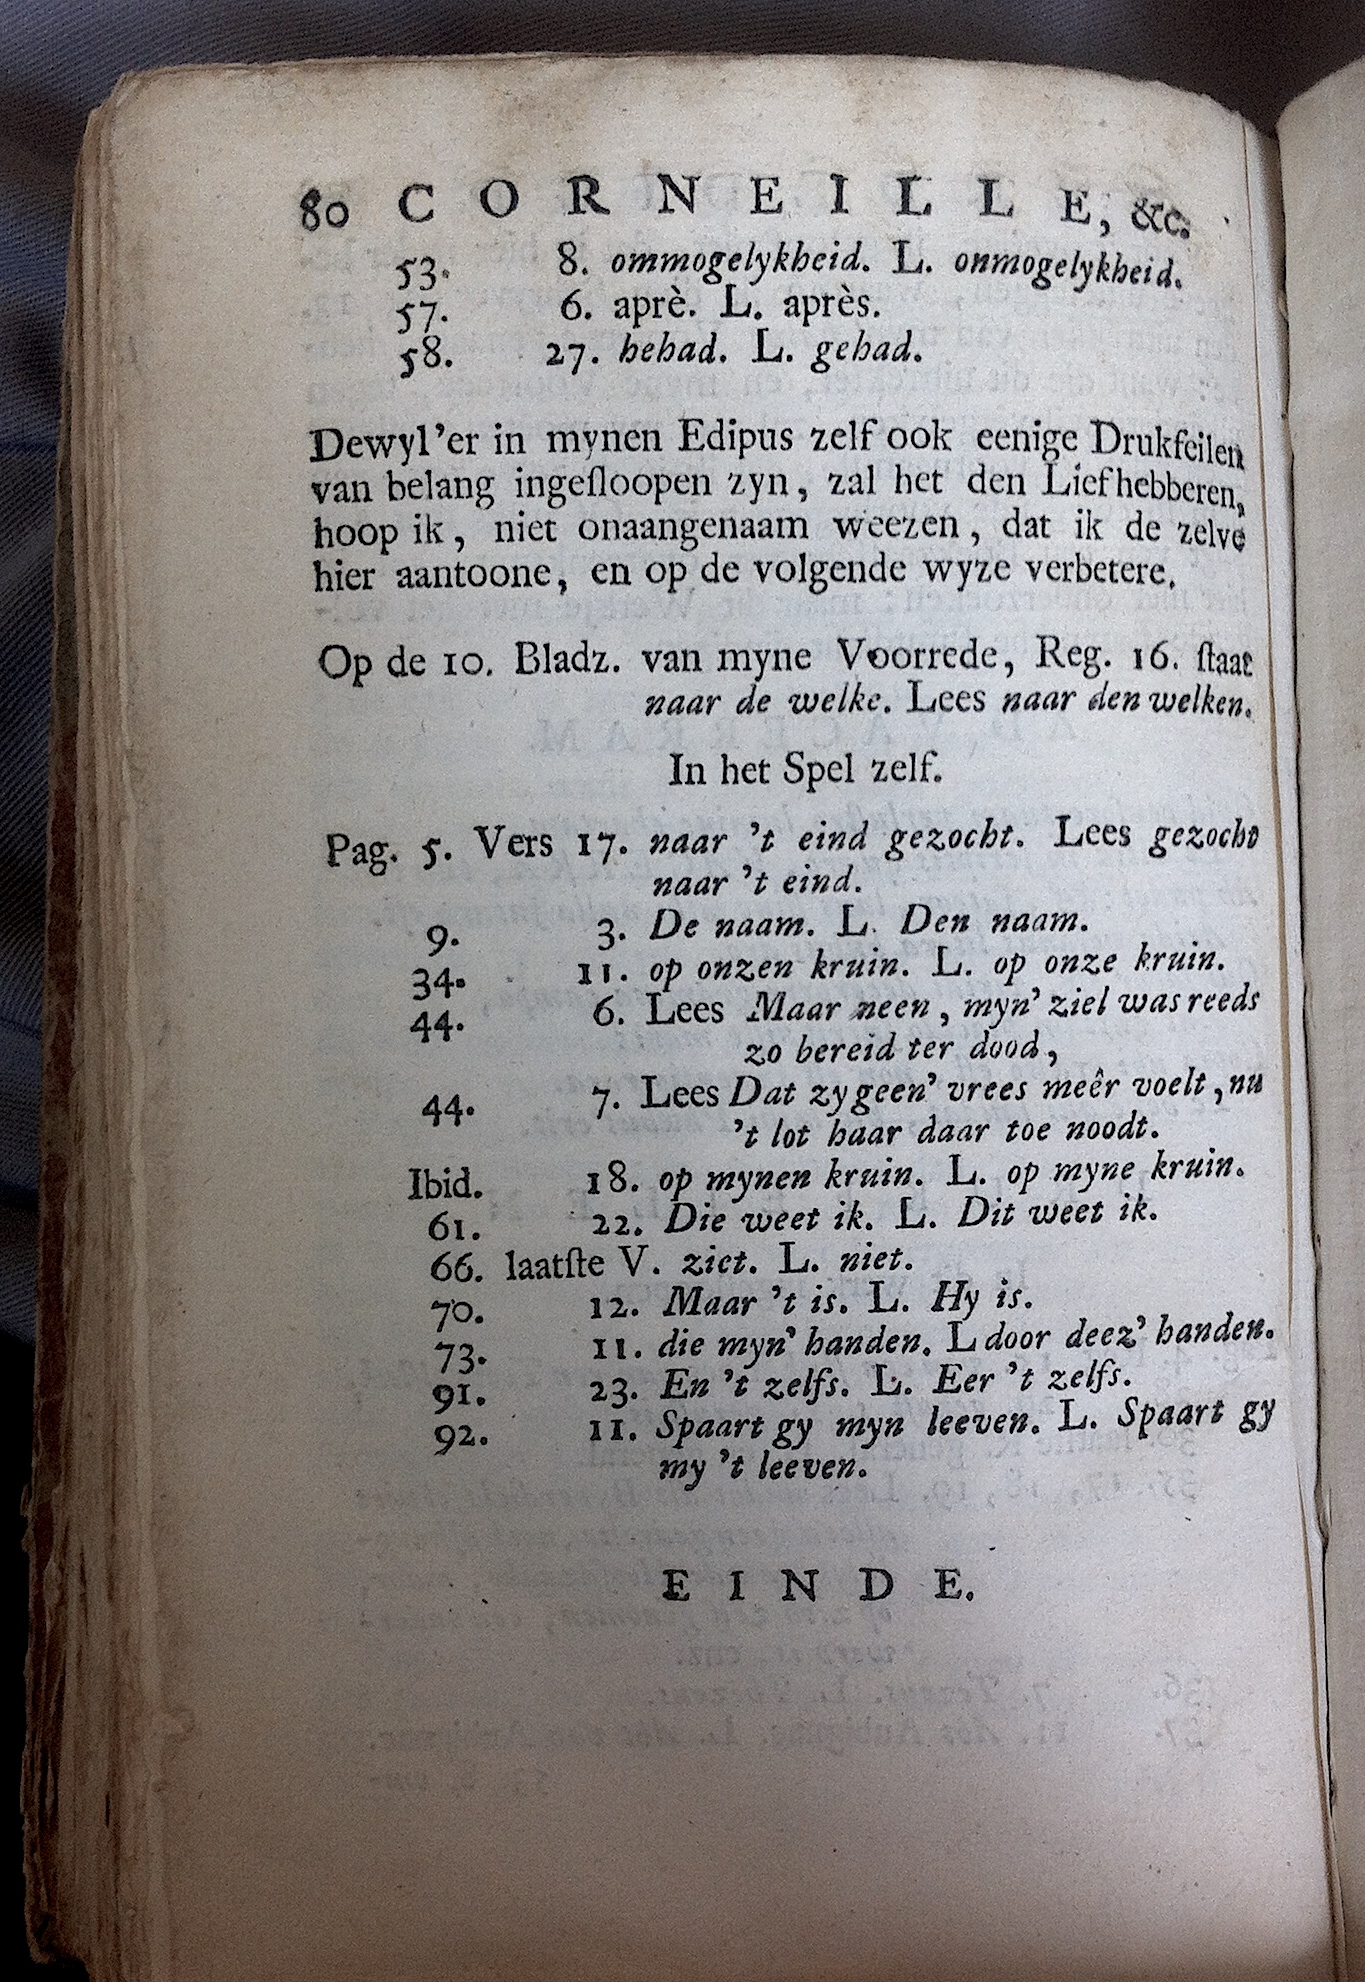 80 CORNEILLE, &c.
53. 8. ommogelykheid. L. onmogelykheid.
57. 6. aprè. L. après.
58. 27. hehad. L. gehad.
Dewyl'er in mynen Edipus zelf ook eenige Drukfeilen
van belang ingeſloopen zyn, zal het den Liefhebberen,
hoop ik, niet onaangenaam weezen, dat ik de zelve
hier aantoone, en op de volgende wyze verbetere.
Op de 10. Bladz. van myne Voorrede, Reg. 16. ſtaat
naar de welke. Lees naar den welken.
In het Spel zelf.
Pag. 5. Vers 17. naar 't eind gezocht. Lees gezocht
naar 't eind.
9. 3. De naam. L. Den naam.
34. 11. op onzen kruin. L. op onze kruin.
44. 6. Lees Maar neen, myn' ziel was reeds
zo bereid ter dood,
44. 7. Lees Dat zy geen' vrees meêr voelt, nu
't lot haar daar toe noodt.
Ibid. 18. op mynen kruin. L. op myne kruin.
61. 22. Die weet ik. L. Dit weet ik.
66. laatſte V. ziet. L. niet.
70. 12. Maar 't is. L. Hy is.
73. 11. die myn' handen. L door deez' handen.
91. 23. En 't zelfs. L. Eer 't zelfs.
92. 11. Spaart gy myn leeven. L. Spaart gy
my 't leeven.
EINDE.